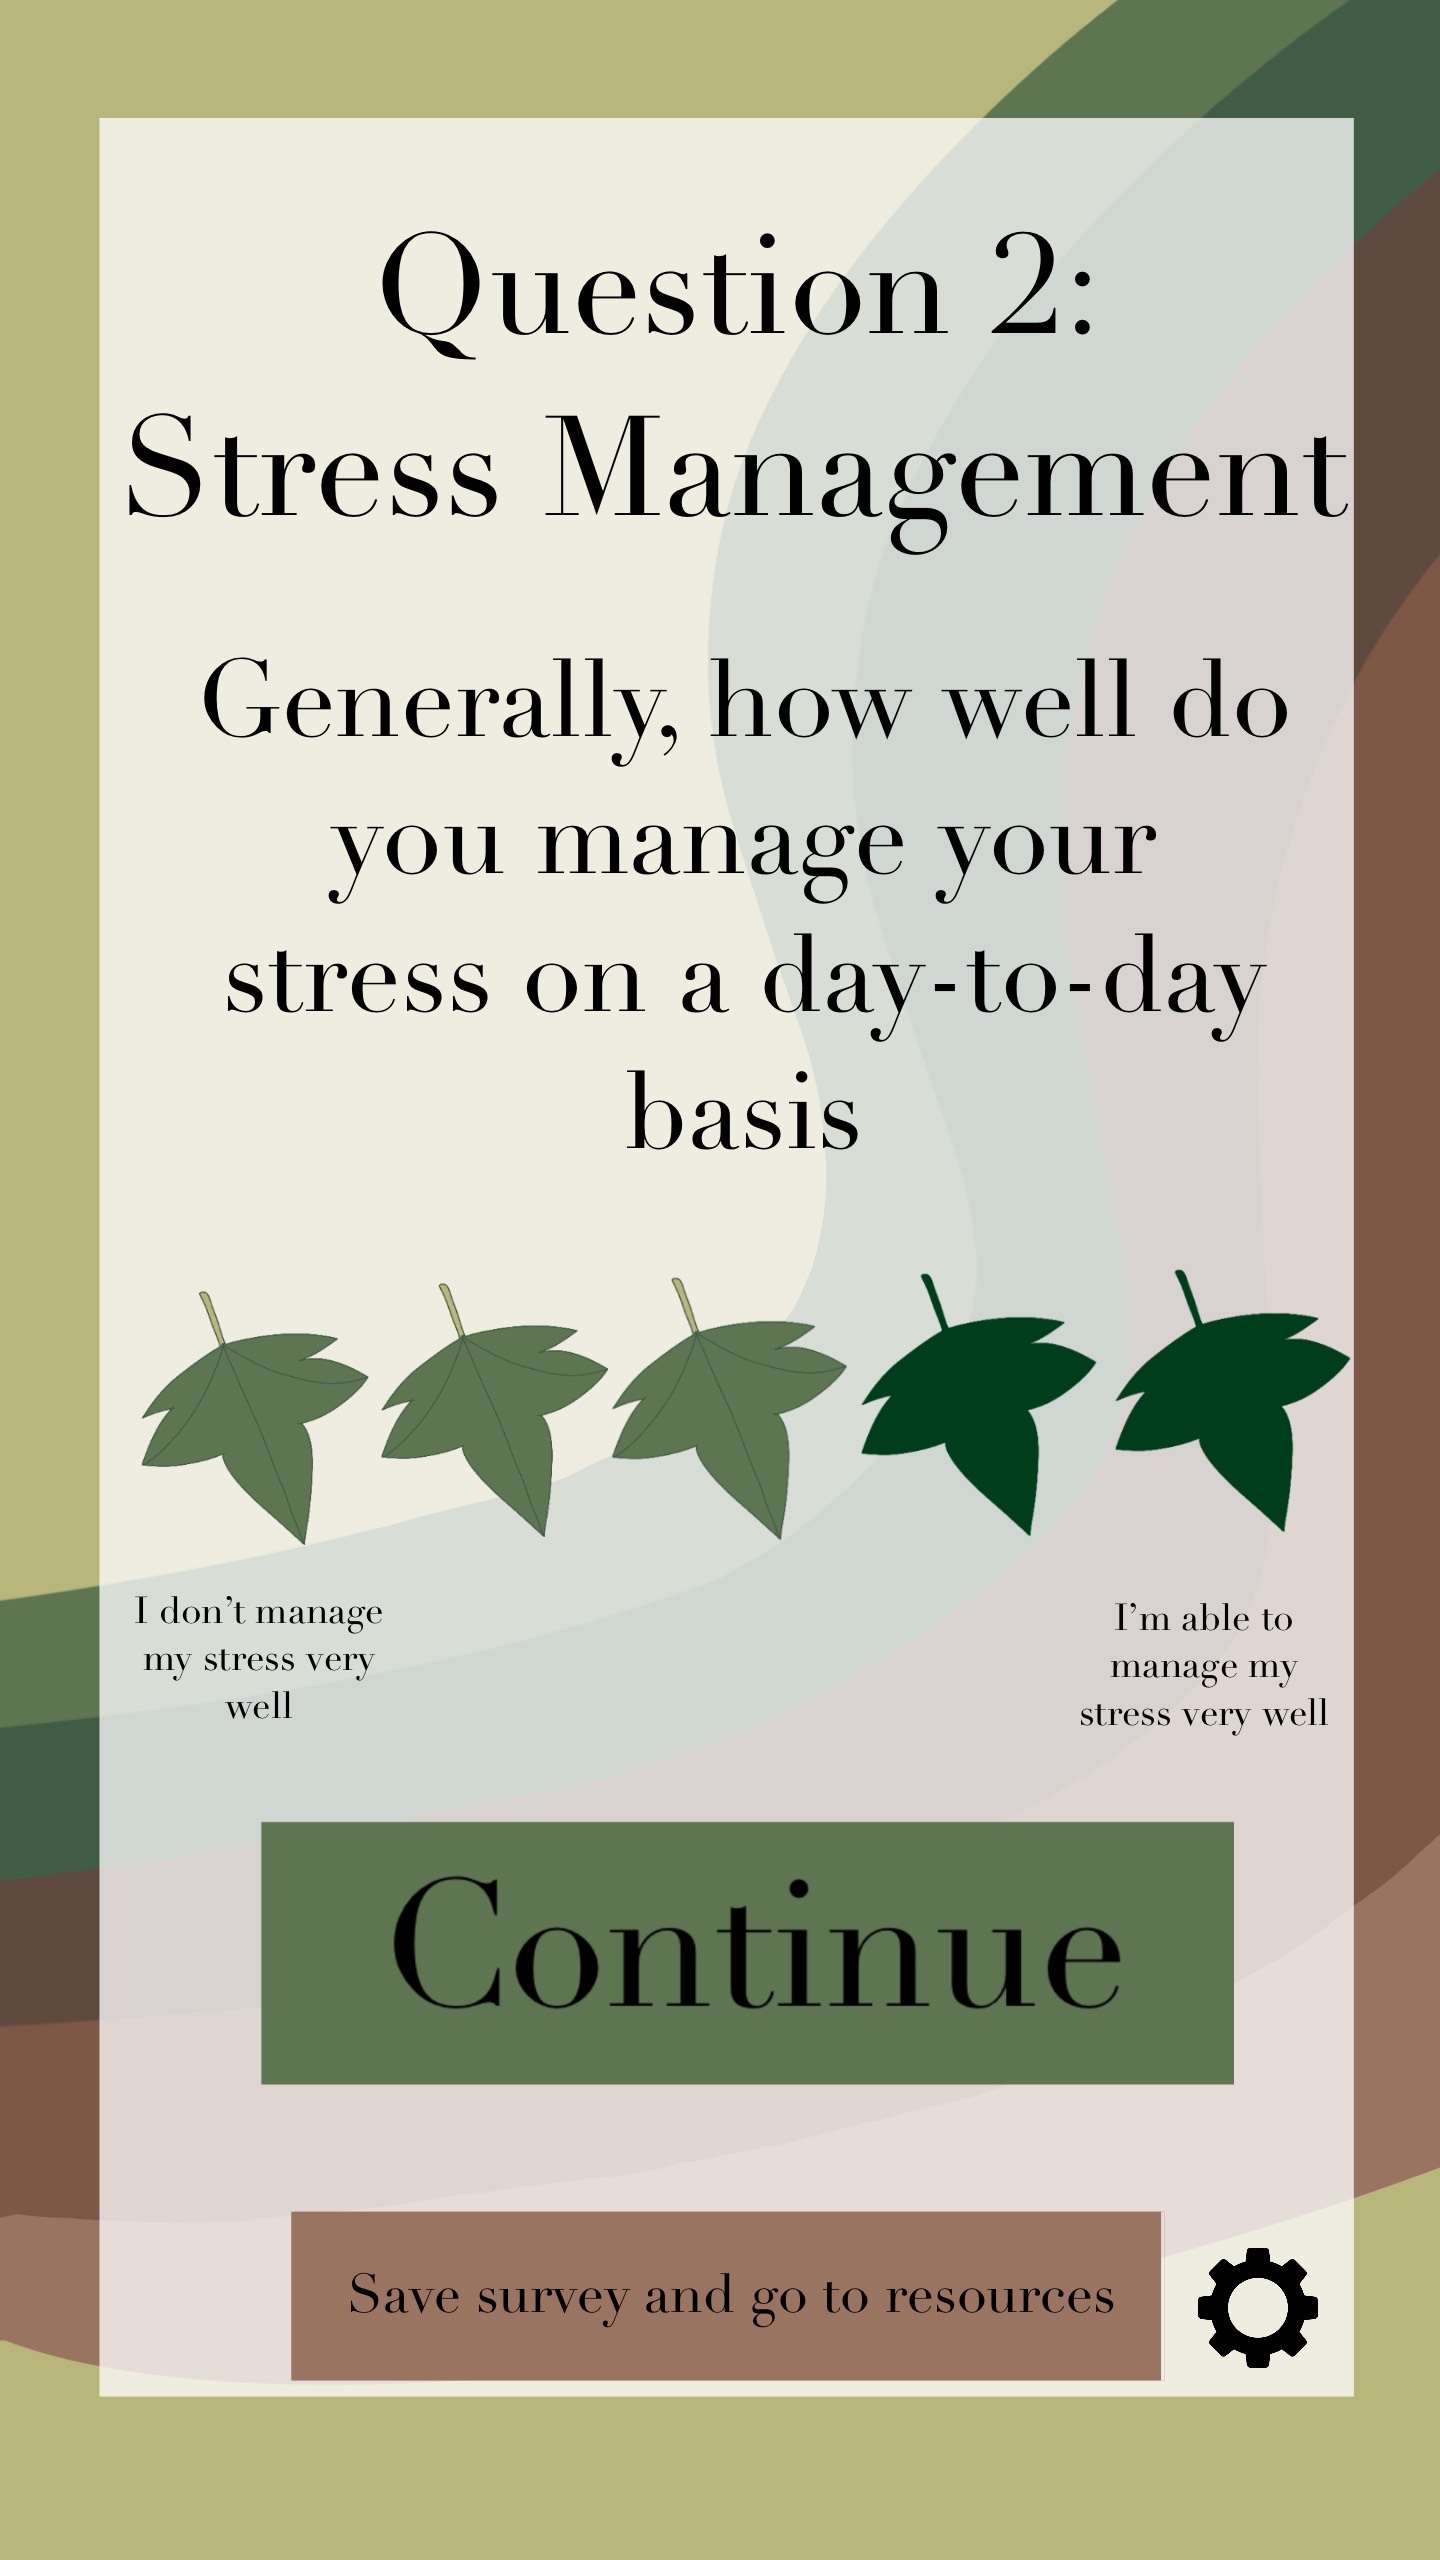 Question 2:
Stress Management
Generally, how well do
you manage your
stress on a day-to-day
basis
I don’t manage
my stress very
well
I’m able to
manage my
stress very well
Continue
Save survey and go to resources